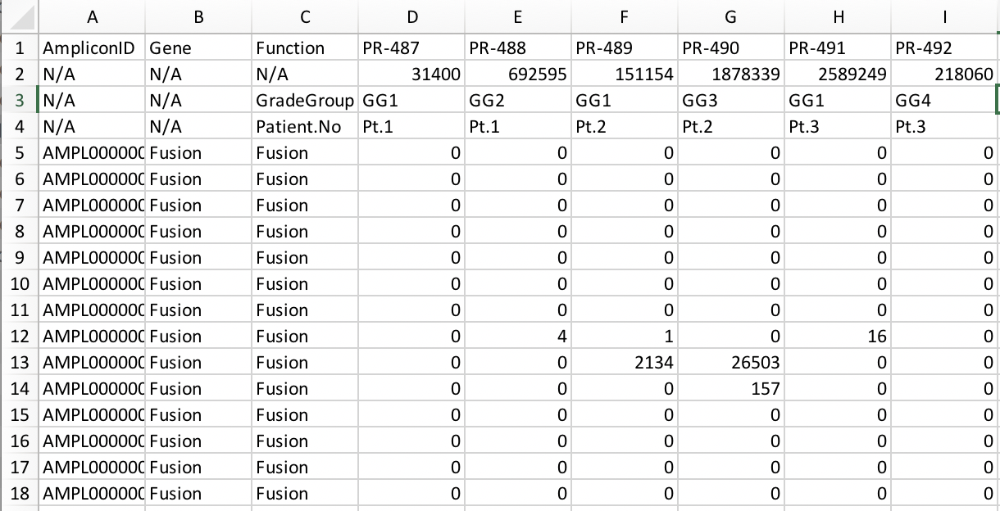 A B C D E F G H I
1 AmpliconID Gene Function PR-487 PR-488 PR-489 PR-490 PR-491 PR-492
2 N/A N/A N/A 31400 692595 151154 1878339 2589249 218060
3 N/A N/A GradeGroup GG1 GG2 GG1 GG3 GG1 GG4
4 N/A N/A Patient.No Pt.1 Pt.1 Pt.2 Pt.2 Pt.3 Pt.3
5 AMPL000000 Fusion Fusion 0 0 0 0 0 0
6 AMPL000000 Fusion Fusion 0 0 0 0 0 0
7 AMPL000000 Fusion Fusion 0 0 0 0 0 0
8 AMPL000000 Fusion Fusion 0 0 0 0 0 0
9 AMPL000000 Fusion Fusion 0 0 0 0 0 0
10 AMPL000000 Fusion Fusion 0 0 0 0 0 0
11 AMPL000000 Fusion Fusion 0 0 0 0 0 0
12 AMPL000000 Fusion Fusion 0 4 1 0 16 0
13 AMPL000000 Fusion Fusion 0 0 2134 26503 0 0
14 AMPL000000 Fusion Fusion 0 0 0 157 0 0
15 AMPL000000 Fusion Fusion 0 0 0 0 0 0
16 AMPL000000 Fusion Fusion 0 0 0 0 0 0
17 AMPL000000 Fusion Fusion 0 0 0 0 0 0
18 AMPL000000 Fusion Fusion 0 0 0 0 0 0